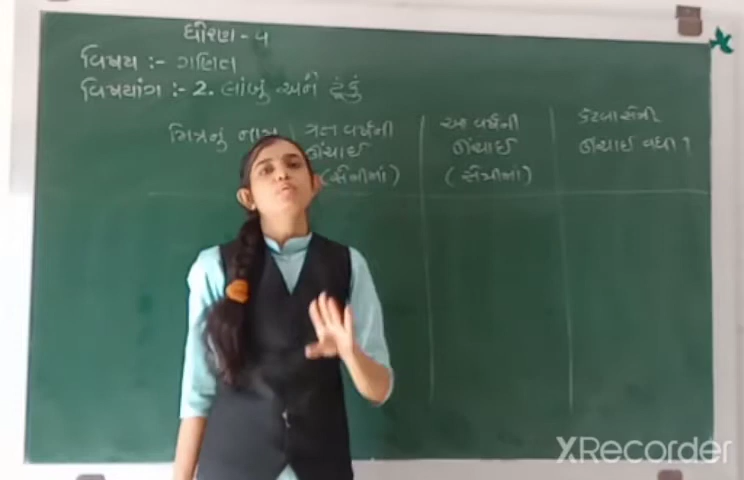 ધોરણ - ૫
વિષય :- ગણિત
વિષયાંગ :- 2. લાંબું અને ટૂંકું
મિત્રનું નામ
ગત વર્ષની ઊંચાઈ (સેમીમાં)
આ વર્ષની ઊંચાઈ (સેમીમાં)
કેટલા સેમી ઊંચાઈ વધી ?
XRecorder